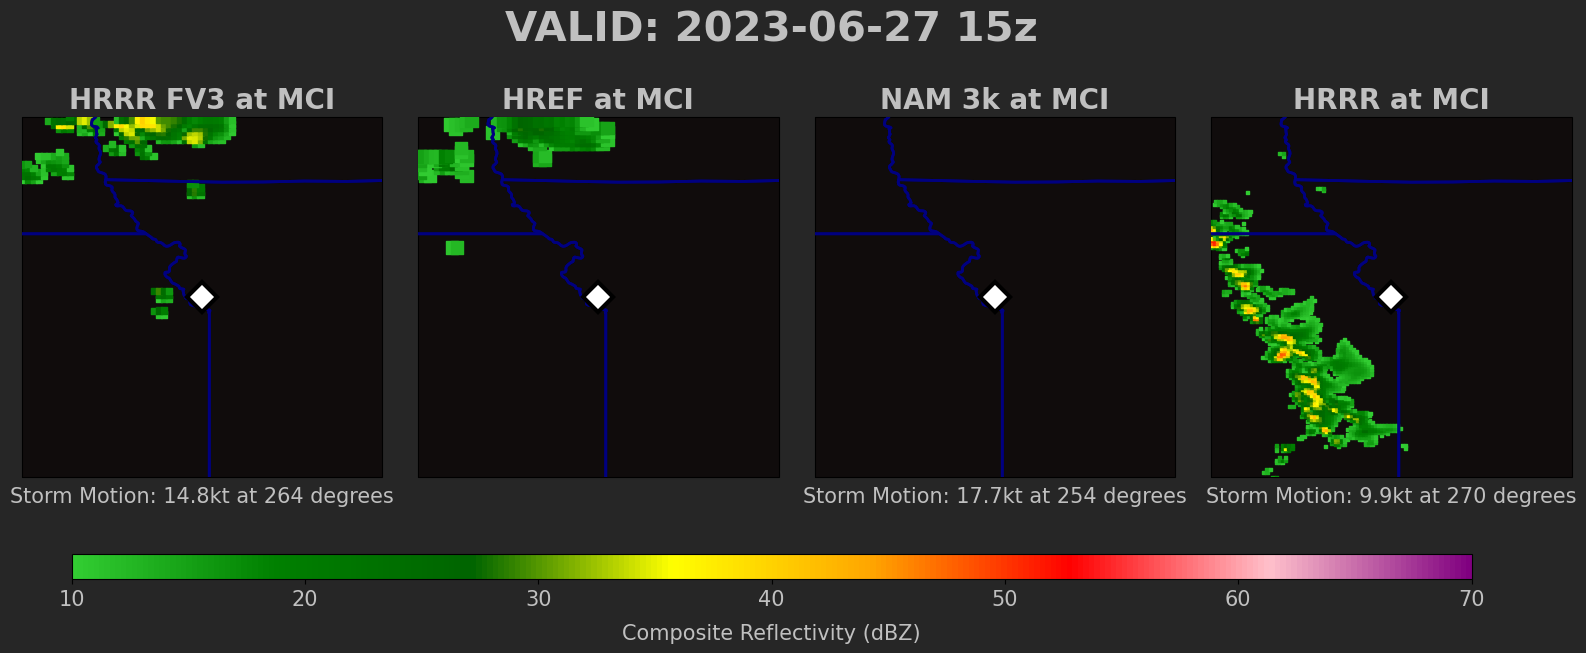 VALID: 2023-06-27 15z
HRRR FV3 at MCI
HREF at MCI
NAM 3k at MCI
HRRR at MCI
Storm Motion: 14.8kt at 264 degrees
Storm Motion: 17.7kt at 254 degrees
Storm Motion: 9.9kt at 270 degrees
10 20 30 40 50 60 70
Composite Reflectivity (dBZ)